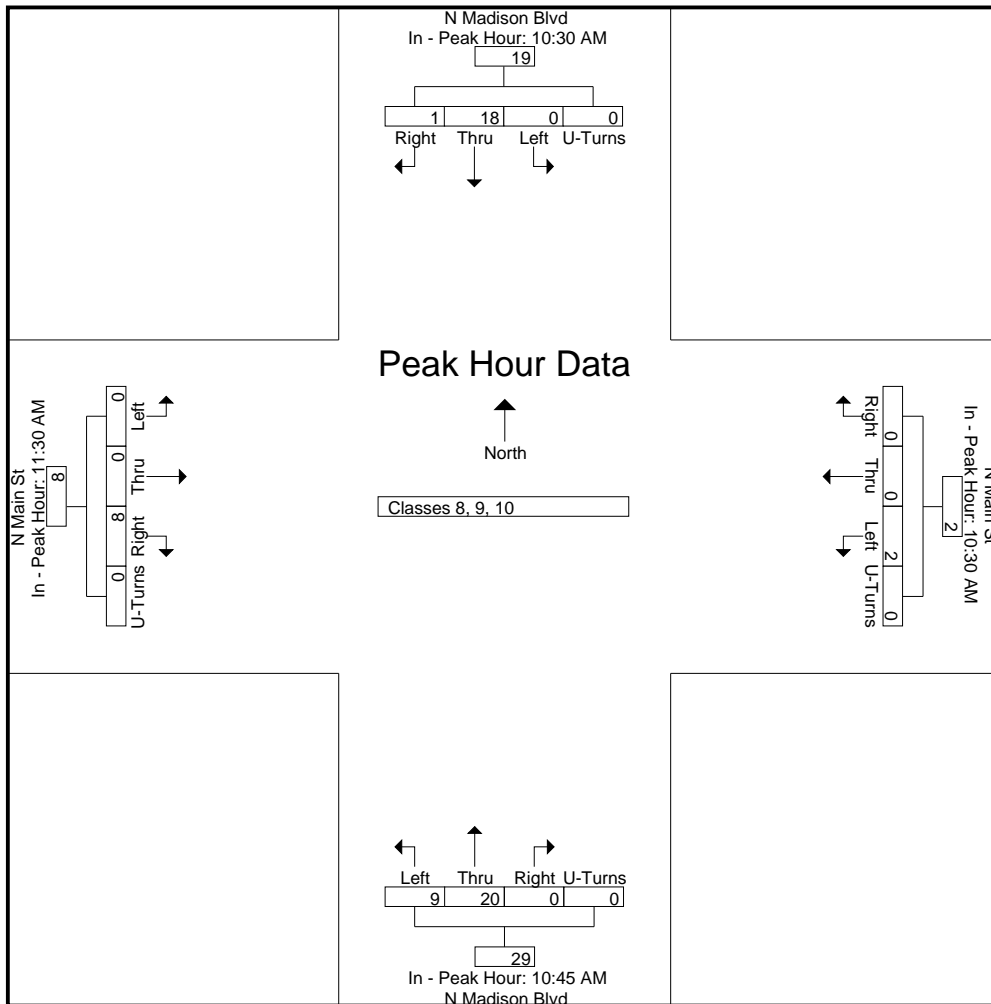 N Madison Blvd
In - Peak Hour: 10:30 AM
19
1 18 0 0
Right Thru Left U-Turns
Peak Hour Data
North
Classes 8, 9, 10
N Main St
In - Peak Hour: 11:30 AM
8
0 0 8 0
Left Thru Right U-Turns
N Main St
In - Peak Hour: 10:30 AM
2
0 0 2 0
Right Thru Left U-Turns
Left Thru Right U-Turns
9 20 0 0
29
In - Peak Hour: 10:45 AM
N Madison Blvd